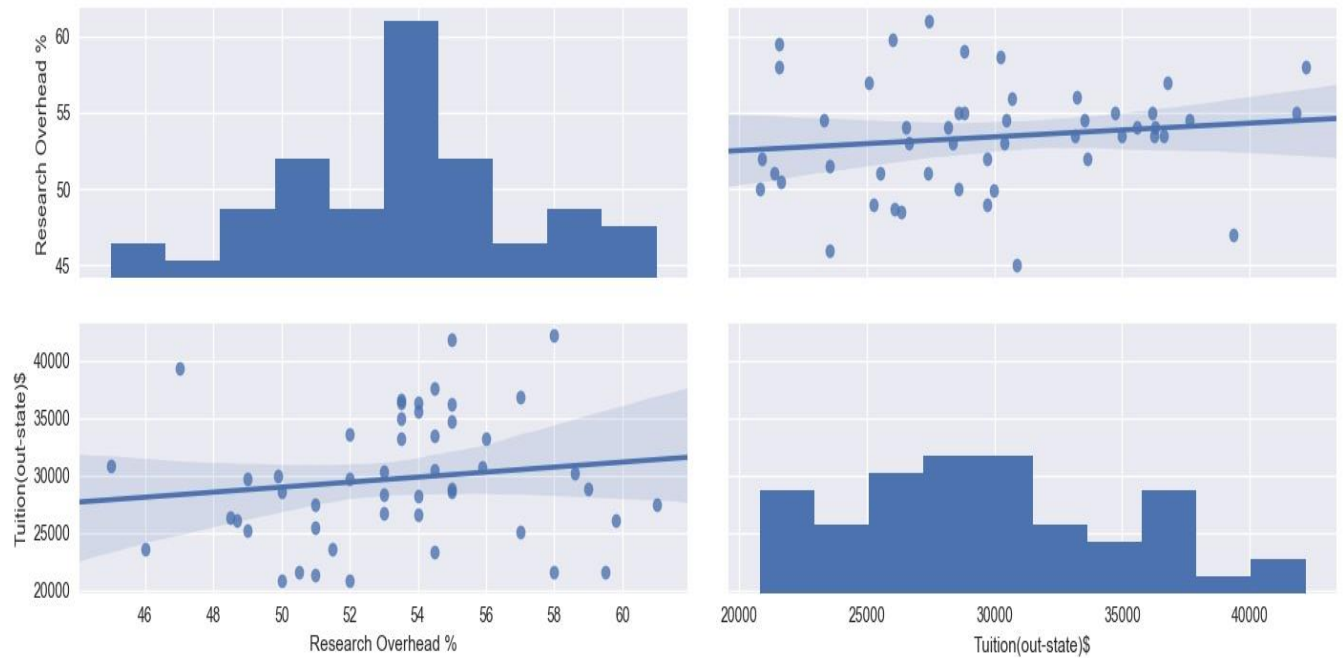 Research Overhead %
60
55
50
45
Tuition(out-state)$
40000
35000
30000
25000
20000
46 48 50 52 54 56 58 60
Research Overhead %
20000 25000 30000 35000 40000
Tuition(out-state)$